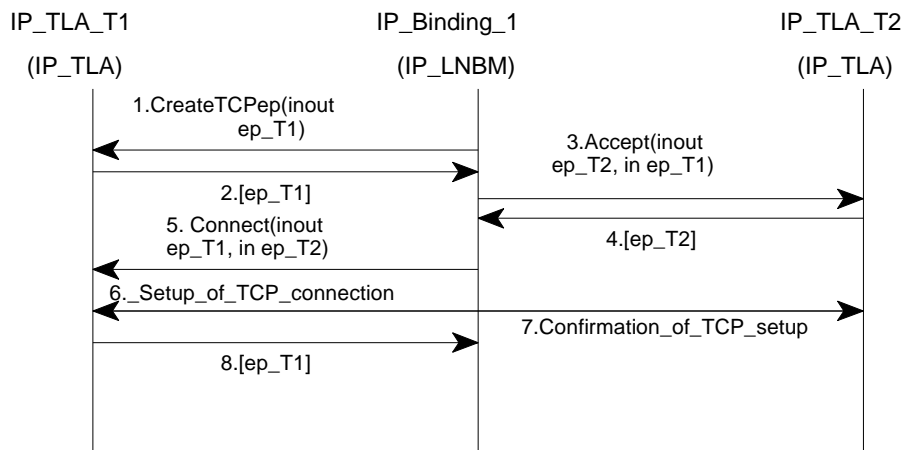 IP_TLA_T1
IP_Binding_1
IP_TLA_T2
(IP_TLA)
(IP_LNBM)
(IP_TLA)
1.CreateTCPep(inout
ep_T1)
3.Accept(inout
ep_T2, in ep_T1)
2.[ep_T1]
5. Connect(inout
ep_T1, in ep_T2)
4.[ep_T2]
6._Setup_of_TCP_connection
7.Confirmation_of_TCP_setup
8.[ep_T1]